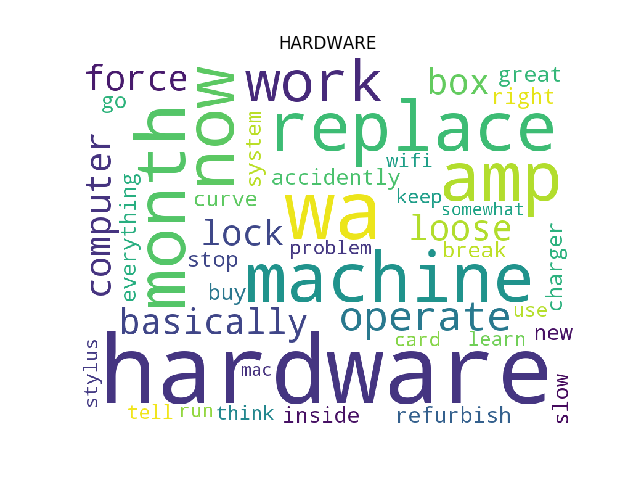 HARDWARE
force
go
now
work
box
great
right
month
replace
computer
system
wifi
amp
accidently
everything
curve
wa
keep
somewhat
lock
loose
problem
break
stop
machine
charger
buy
basically
operate
use
new
card
learn
hardware
mac
stylus
slow
tell
run
think
inside
refurbish